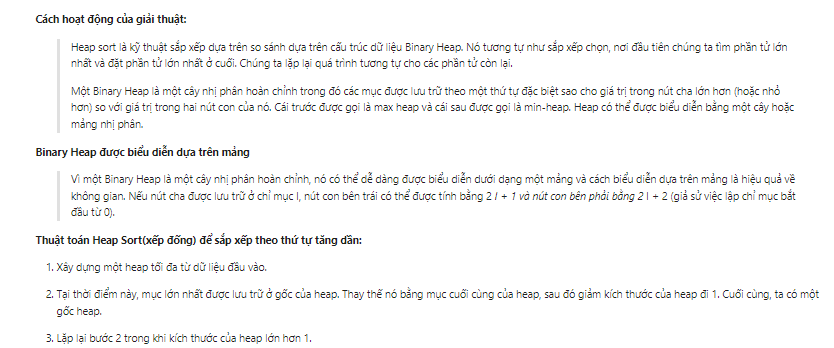 Cách hoạt động của giải thuật:
Heap sort là kỹ thuật sắp xếp dựa trên so sánh dựa trên cấu trúc dữ liệu Binary Heap. Nó tương tự như sắp xếp chọn, nơi đầu tiên chúng ta tìm phần tử lớn
nhất và đặt phần tử lớn nhất ở cuối. Chúng ta lặp lại quá trình tương tự cho các phần tử còn lại.
Một Binary Heap là một cây nhị phân hoàn chỉnh trong đó các mục được lưu trữ theo một thứ tự đặc biệt sao cho giá trị trong nút cha lớn hơn (hoặc nhỏ
hơn) so với giá trị trong hai nút con của nó. Cái trước được gọi là max heap và cái sau được gọi là min-heap. Heap có thể được biểu diễn bằng một cây hoặc
mảng nhị phân.
Binary Heap được biểu diễn dựa trên mảng
Vì một Binary Heap là một cây nhị phân hoàn chỉnh, nó có thể dễ dàng được biểu diễn dưới dạng một mảng và cách biểu diễn dựa trên mảng là hiệu quả về
không gian. Nếu nút cha được lưu trữ ở chỉ mục I, nút con bên trái có thể được tính bằng 2 I + 1 và nút con bên phải bằng 2 I + 2 (giả sử việc lập chỉ mục bắt
đầu từ 0).
Thuật toán Heap Sort(xếp đống) để sắp xếp theo thứ tự tăng dần:
1. Xây dựng một heap tối đa từ dữ liệu đầu vào.
2. Tại thời điểm này, mục lớn nhất được lưu trữ ở gốc của heap. Thay thế nó bằng mục cuối cùng của heap, sau đó giảm kích thước của heap đi 1. Cuối cùng, ta có một
gốc heap.
3. Lặp lại bước 2 trong khi kích thước của heap lớn hơn 1.